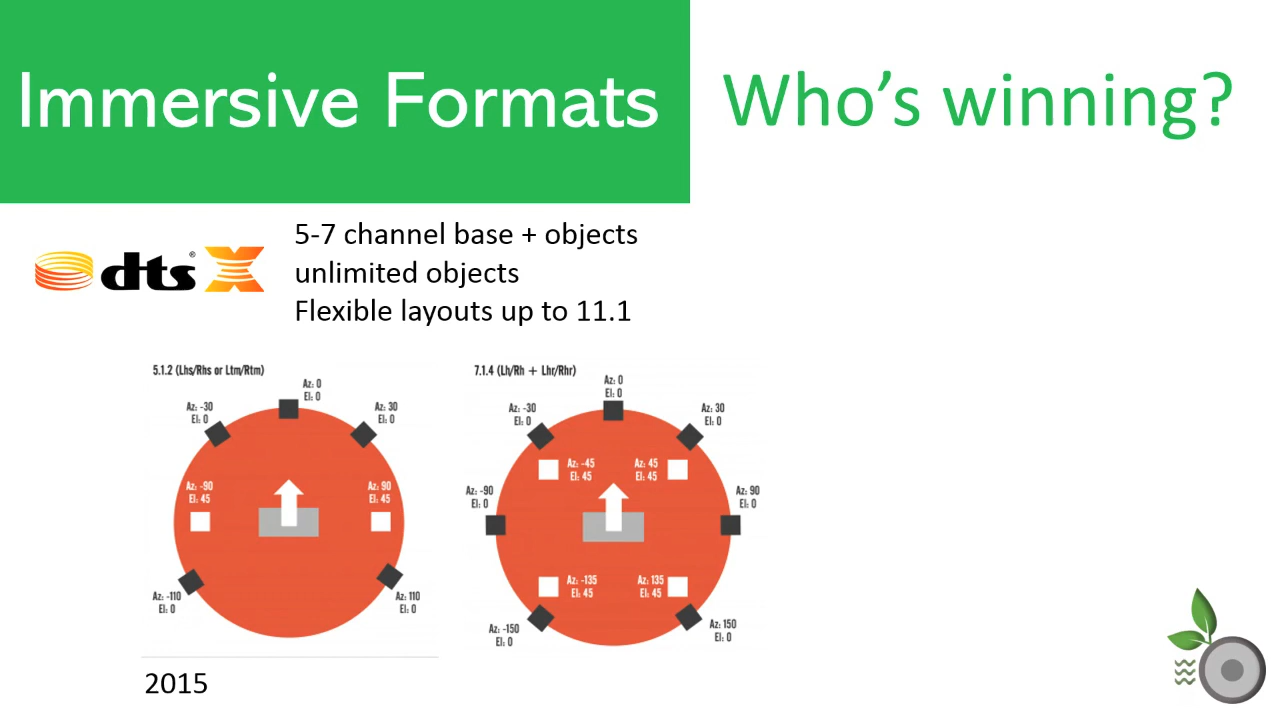 Immersive Formats
Who's winning?
dts® X
5-7 channel base + objects
unlimited objects
Flexible layouts up to 11.1
5.1.2 (Lhs/Rhs or Ltm/Rtm)
Az: 0
El: 0
Az: -30
El: 0
Az: 30
El: 0
Az: -90
El: 45
Az: 90
El: 45
Az: -110
El: 0
Az: 110
El: 0
7.1.4 (Lh/Rh + Lhr/Rhr)
Az: 0
El: 0
Az: -30
El: 0
Az: 30
El: 0
Az: -45
El: 45
Az: 45
El: 45
Az: -90
El: 0
Az: 90
El: 0
Az: -135
El: 45
Az: 135
El: 45
Az: -150
El: 0
Az: 150
El: 0
2015